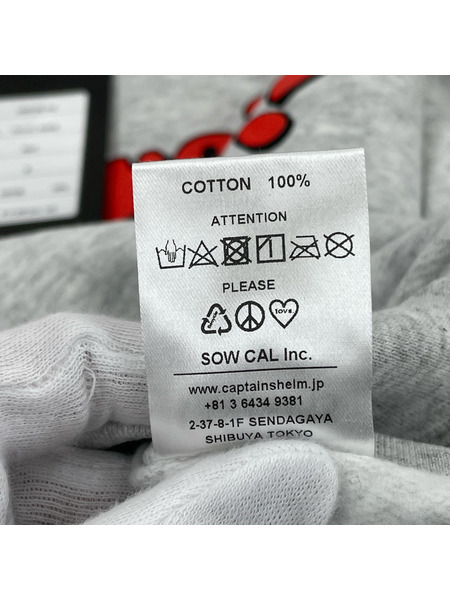 COTTON 100%
ATTENTION
PLEASE
love.
SOW CAL Inc.
www.captainshelm.jp
+81 3 6434 9381
2-37-8-1F SENDAGAYA
SHIBUYA TOKYO